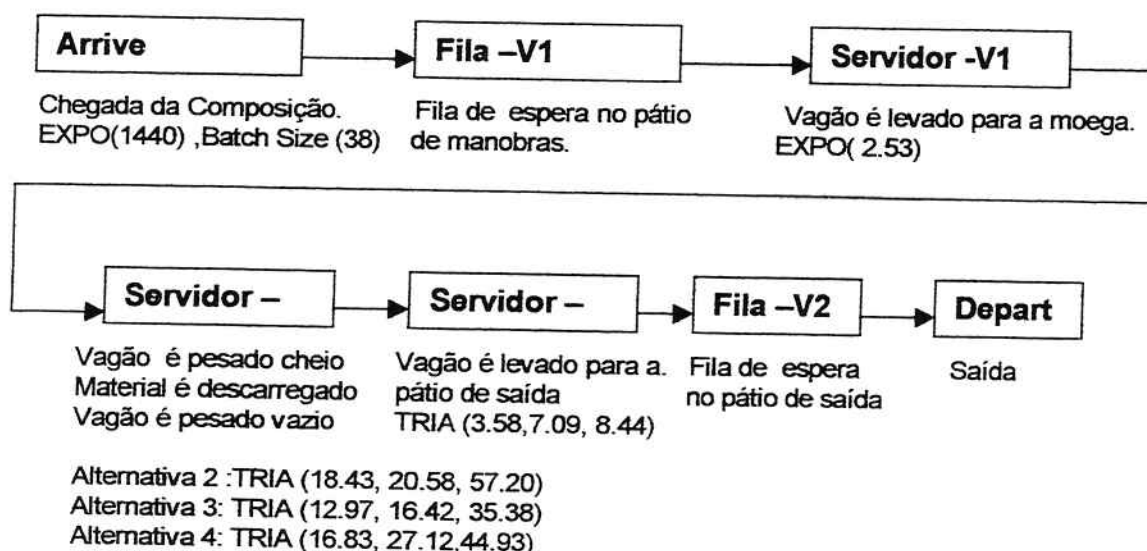 Arrive
Fila –V1
Servidor -V1
Chegada da Composição.
EXPO(1440) ,Batch Size (38)
Fila de espera no pátio
de manobras.
Vagão é levado para a moega.
EXPO( 2.53)
Servidor –
Servidor –
Fila –V2
Depart
Vagão é pesado cheio
Material é descarregado
Vagão é pesado vazio
Vagão é levado para a.
pátio de saída
TRIA (3.58,7.09, 8.44)
Fila de espera
no pátio de saída
Saída
Alternativa 2 :TRIA (18.43, 20.58, 57.20)
Alternativa 3: TRIA (12.97, 16.42, 35.38)
Alternativa 4: TRIA (16.83, 27.12,44.93)